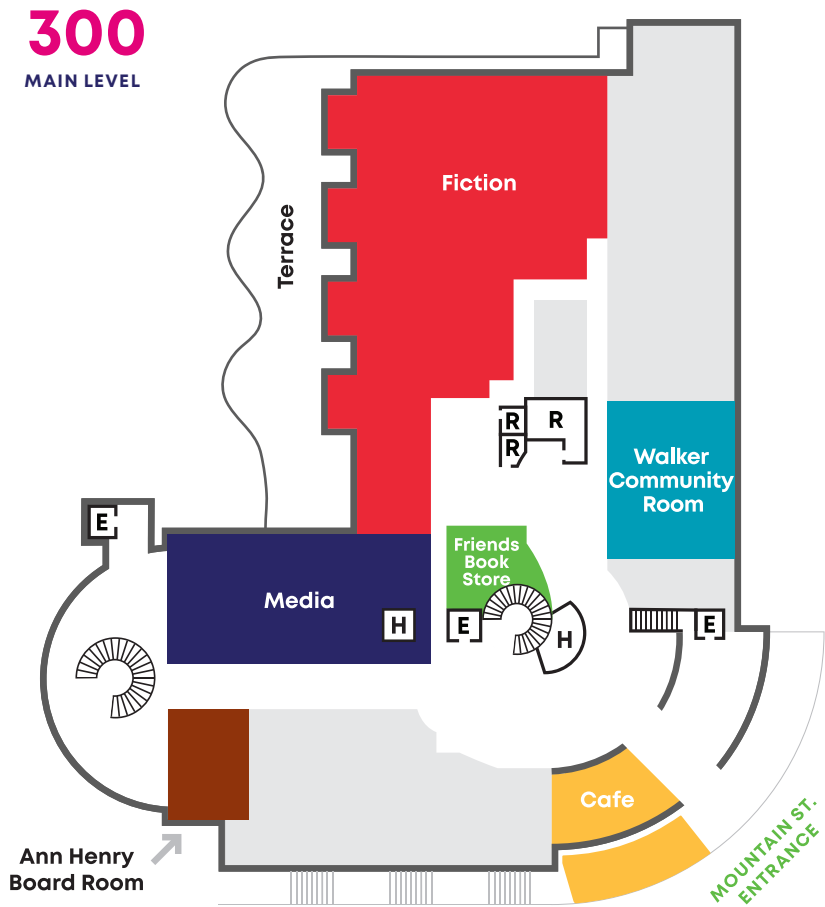 300
MAIN LEVEL
Fiction
Terrace
R
R
R
Walker
Community
Room
E
Friends
Book
Store
Media
H
E
H
E
Cafe
MOUNTAIN ST.
ENTRANCE
Ann Henry
Board Room